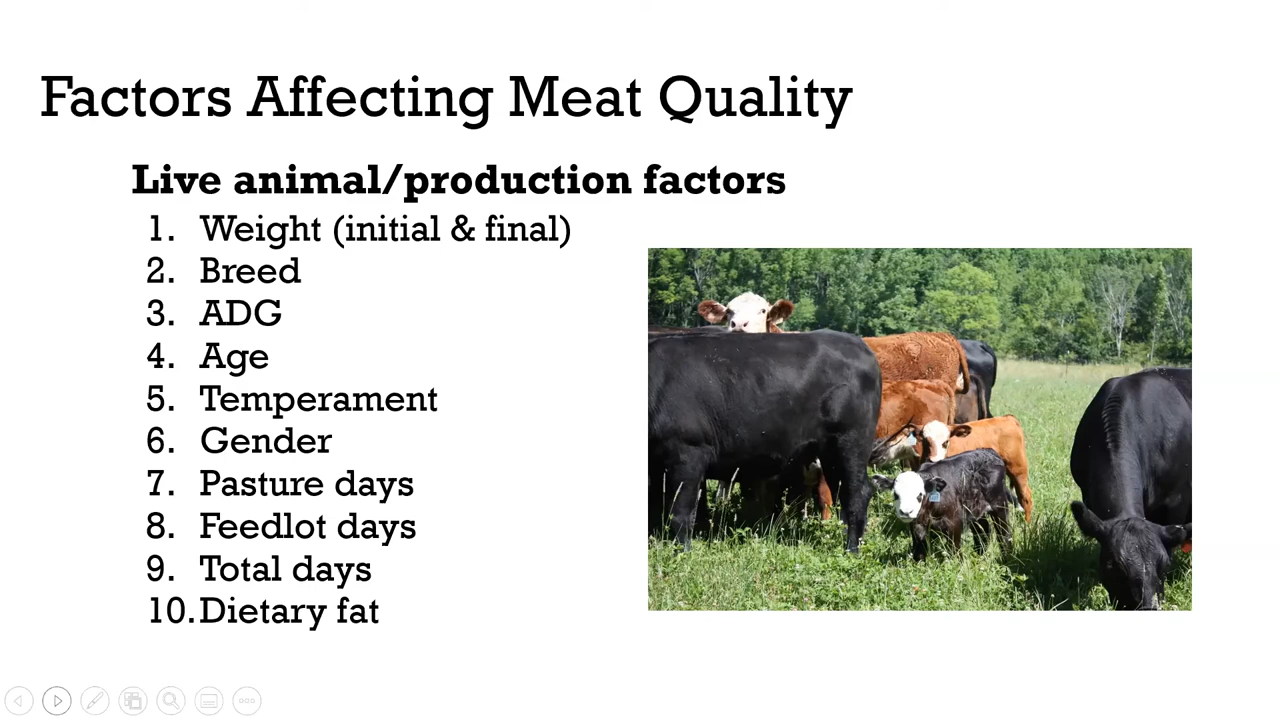 Factors Affecting Meat Quality
Live animal/production factors
1. Weight (initial & final)
2. Breed
3. ADG
4. Age
5. Temperament
6. Gender
7. Pasture days
8. Feedlot days
9. Total days
10. Dietary fat